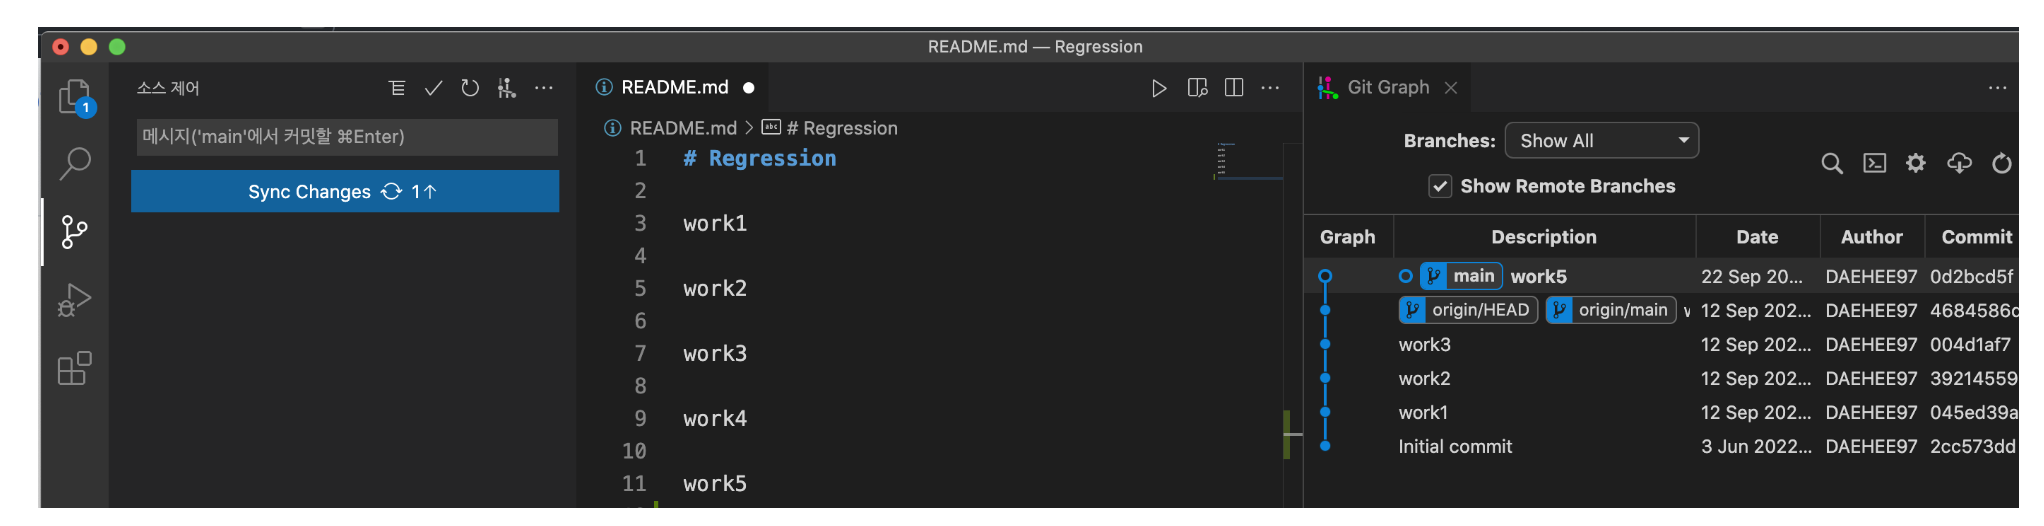 README.md — Regression
1
소스 제어
메시지('main'에서 커밋할 ⌘Enter)
Sync Changes 1↑
README.md
README.md > # Regression
1 # Regression
2
3 work1
4
5 work2
6
7 work3
8
9 work4
10
11 work5
Git Graph
Branches: Show All
Show Remote Branches
Graph Description Date Author Commit
main work5 22 Sep 20... DAEHEE97 0d2bcd5f
origin/HEAD origin/main 12 Sep 202... DAEHEE97 4684586c
work3 12 Sep 202... DAEHEE97 004d1af7
work2 12 Sep 202... DAEHEE97 39214559
work1 12 Sep 202... DAEHEE97 045ed39a
Initial commit 3 Jun 2022... DAEHEE97 2cc573dd